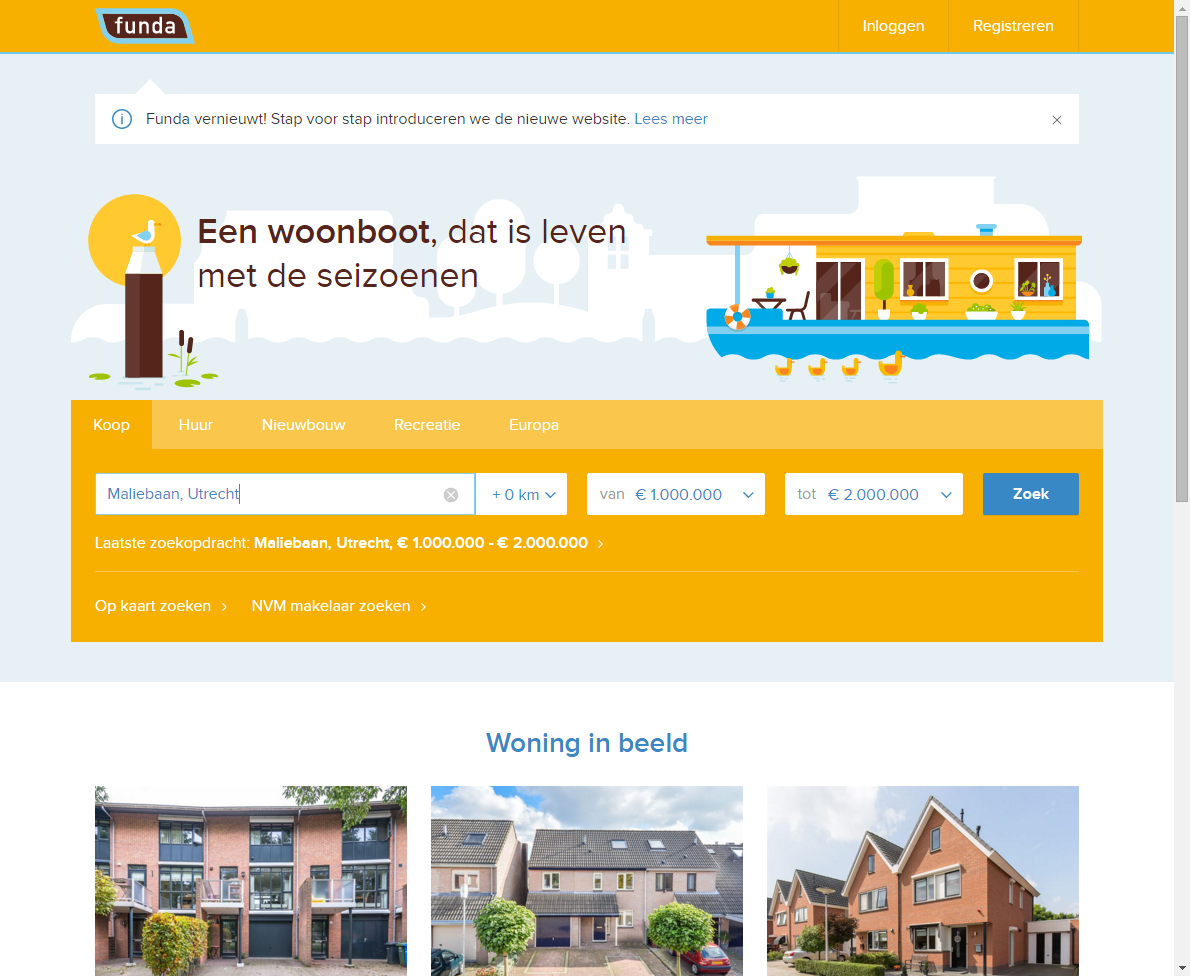 funda
Inloggen
Registreren
Funda vernieuwt! Stap voor stap introduceren we de nieuwe website. Lees meer
Een woonboot, dat is leven
met de seizoenen
Koop
Huur
Nieuwbouw
Recreatie
Europa
Maliebaan, Utrecht
+ 0 km
van € 1.000.000
tot € 2.000.000
Zoek
Laatste zoekopdracht: Maliebaan, Utrecht, € 1.000.000 - € 2.000.000
Op kaart zoeken
NVM makelaar zoeken
Woning in beeld